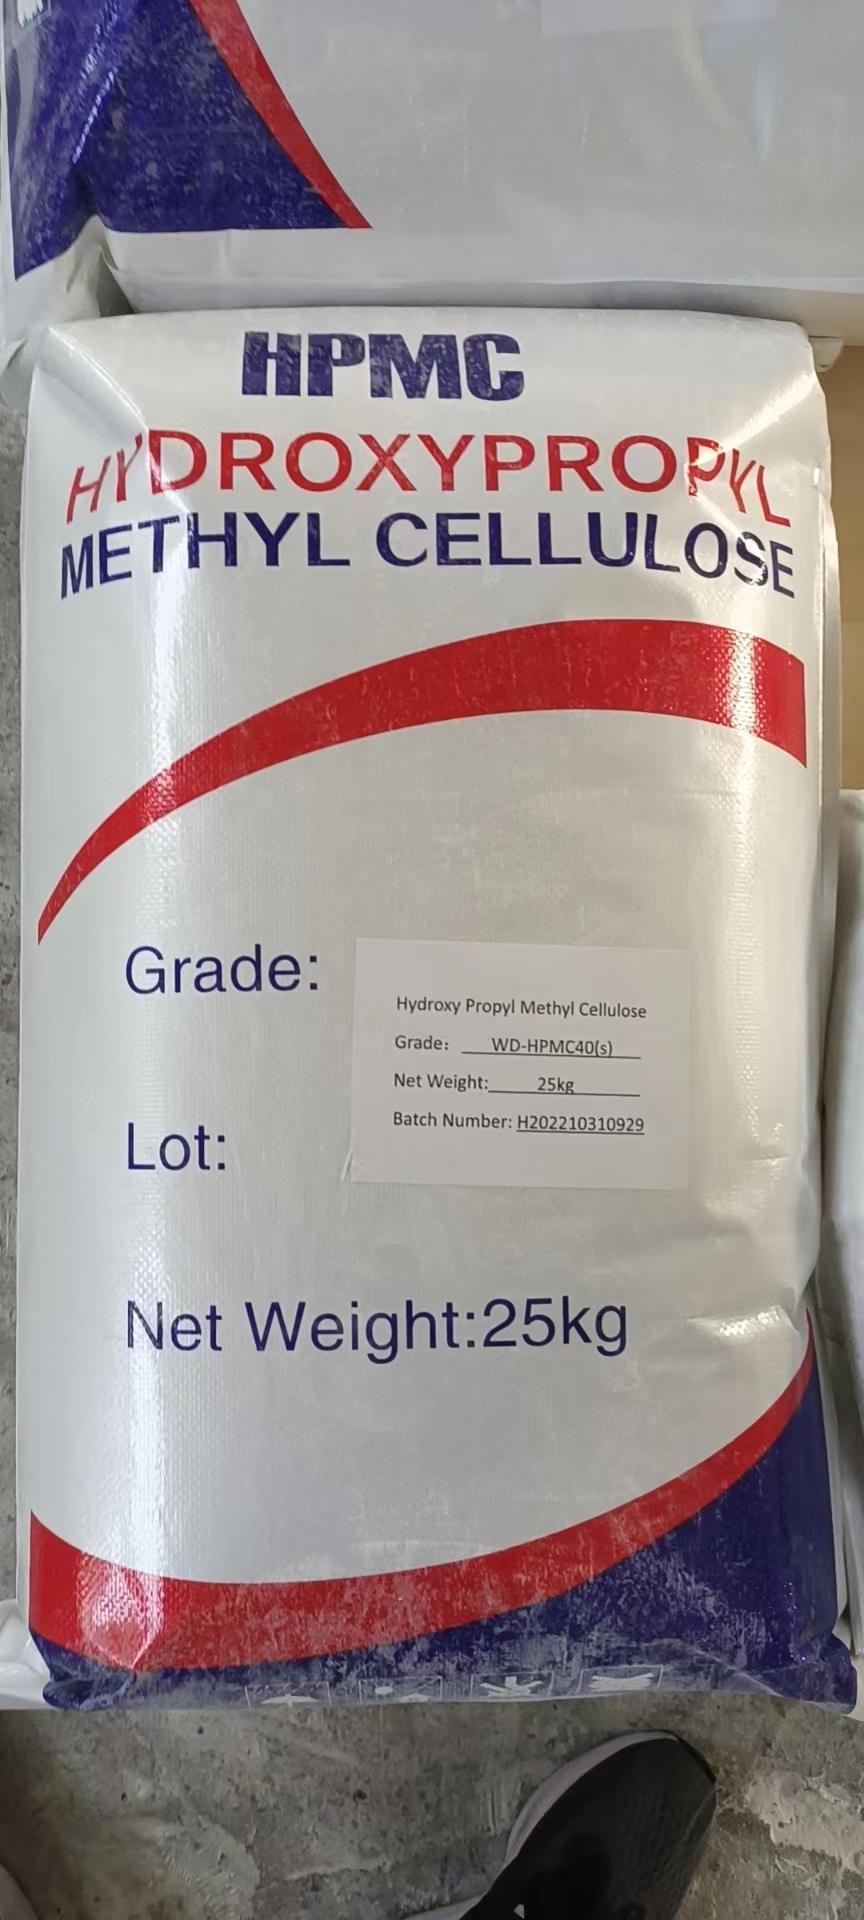 HPMC
HYDROXYPROPYL
METHYL CELLULOSE
Grade:
Hydroxy Propyl Methyl Cellulose
Grade: WD-HPMC40(s)
Net Weight: 25kg
Batch Number: H202210310929
Lot:
Net Weight:25kg